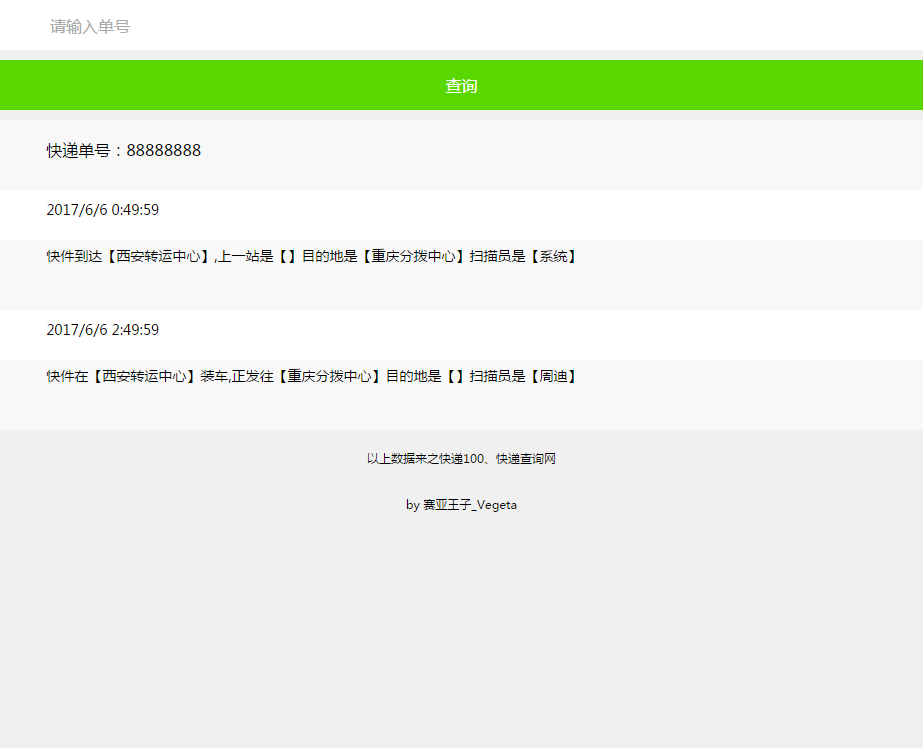 请输入单号
查询
快递单号：88888888
2017/6/6 0:49:59
快件到达【西安转运中心】,上一站是【】目的地是【重庆分拨中心】扫描员是【系统】
2017/6/6 2:49:59
快件在【西安转运中心】装车,正发往【重庆分拨中心】目的地是【】扫描员是【周迪】
以上数据来之快递100、快递查询网
by 赛亚王子_Vegeta